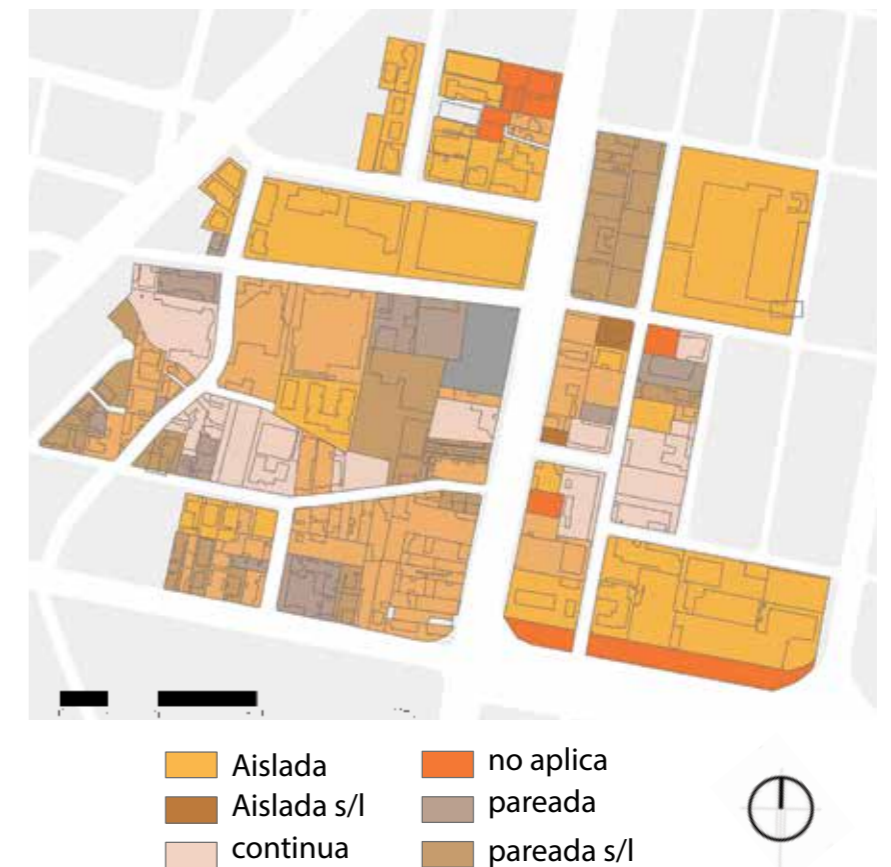 Aislada
Aislada s/l
continua
no aplica
pareada
pareada s/l